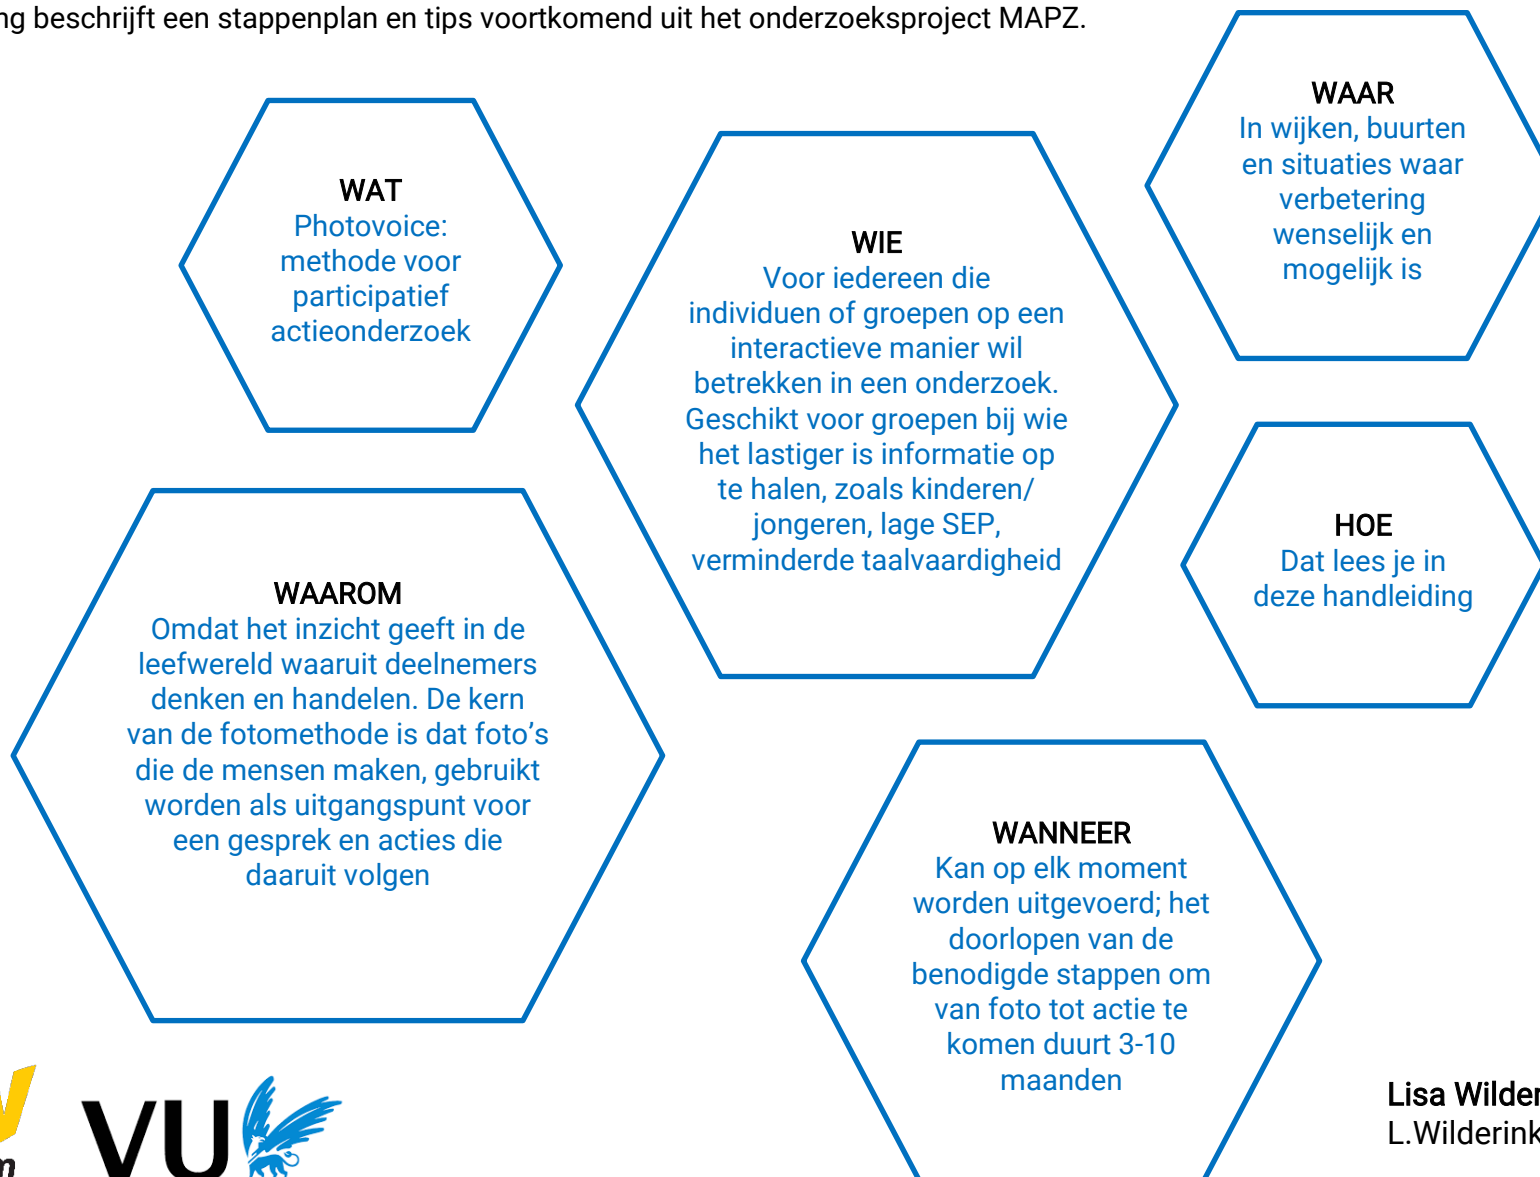 ng beschrijft een stappenplan en tips voortkomend uit het onderzoeksproject MAPZ.
WAT
Photovoice:
methode voor
participatief
actieonderzoek
WIE
Voor iedereen die
individuen of groepen op een
interactieve manier wil
betrekken in een onderzoek.
Geschikt voor groepen bij wie
het lastiger is informatie op
te halen, zoals kinderen/
jongeren, lage SEP,
verminderde taalvaardigheid
WAAR
In wijken, buurten
en situaties waar
verbetering
wenselijk en
mogelijk is
HOE
Dat lees je in
deze handleiding
WAAROM
Omdat het inzicht geeft in de
leefwereld waaruit deelnemers
denken en handelen. De kern
van de fotomethode is dat foto's
die de mensen maken, gebruikt
worden als uitgangspunt voor
een gesprek en acties die
daaruit volgen
WANNEER
Kan op elk moment
worden uitgevoerd; het
doorlopen van de
benodigde stappen om
van foto tot actie te
komen duurt 3-10
maanden
VU
Lisa Wilder
L.Wilderink